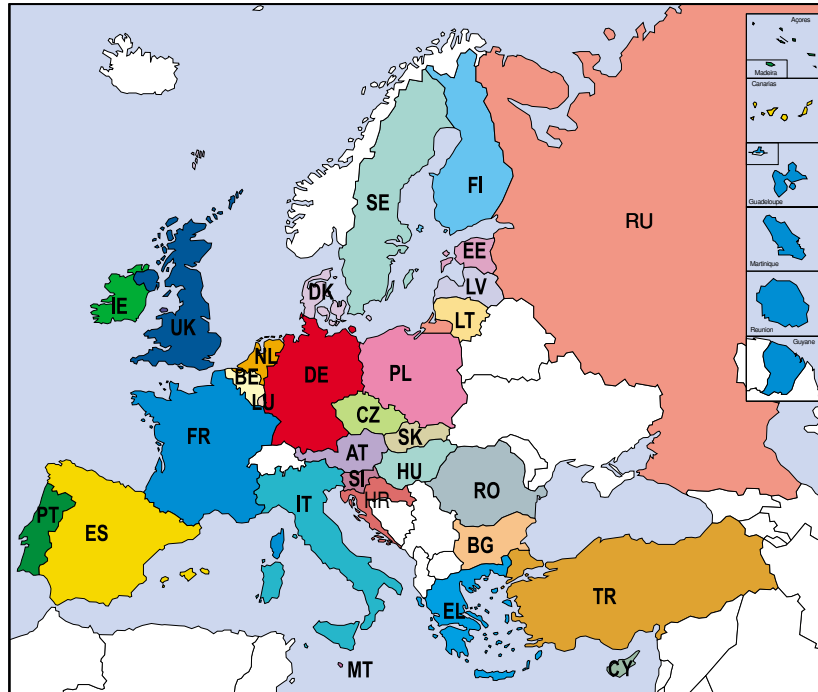 Açores
Madeira
Canarias
Guadeloupe
Martinique
Reunion
Guyane
FI
SE
RU
EE
LV
DK
LT
IE
UK
NL
BE
DE
PL
LU
CZ
FR
SK
AT
HU
SI
RO
HR
IT
PT
ES
BG
TR
EL
MT
CY